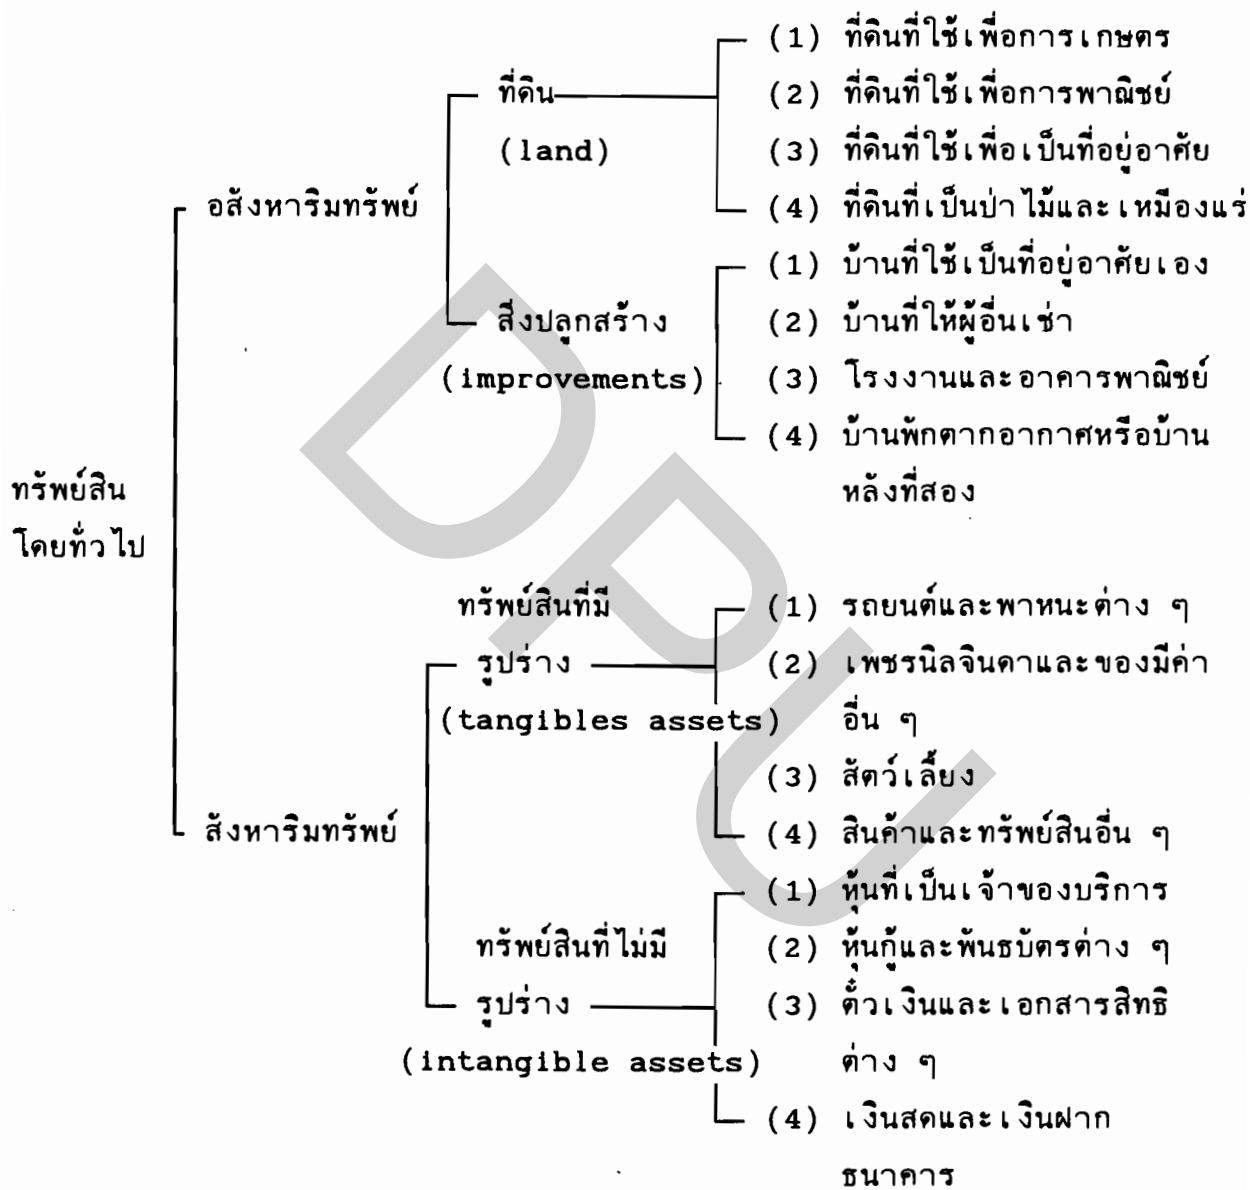 (1) ที่ดินที่ใช้เพื่อการเกษตร
ที่ดิน
(2) ที่ดินที่ใช้เพื่อการพาณิชย์
(land)
(3) ที่ดินที่ใช้เพื่อเป็นที่อยู่อาศัย
อสังหาริมทรัพย์
(4) ที่ดินที่เป็นป่าไม้และเหมืองแร่
(1) บ้านที่ใช้เป็นที่อยู่อาศัยเอง
สิ่งปลูกสร้าง
(2) บ้านที่ให้ผู้อื่นเช่า
(improvements)
(3) โรงงานและอาคารพาณิชย์
(4) บ้านพักตากอากาศหรือบ้าน
หลังที่สอง
ทรัพย์สิน
โดยทั่วไป
ทรัพย์สินที่มี
(1) รถยนต์และพาหนะต่าง ๆ
รูปร่าง
(2) เพชรนิลจินดาและของมีค่า
(tangibles assets)
อื่น ๆ
(3) สัตว์เลี้ยง
สังหาริมทรัพย์
(4) สินค้าและทรัพย์สินอื่น ๆ
(1) หุ้นที่เป็นเจ้าของบริการ
ทรัพย์สินที่ไม่มี
(2) หุ้นกู้และพันธบัตรต่าง ๆ
รูปร่าง
(3) ตั๋วเงินและเอกสารสิทธิ
(intangible assets)
ต่าง ๆ
(4) เงินสดและเงินฝาก
ธนาคาร
DPU